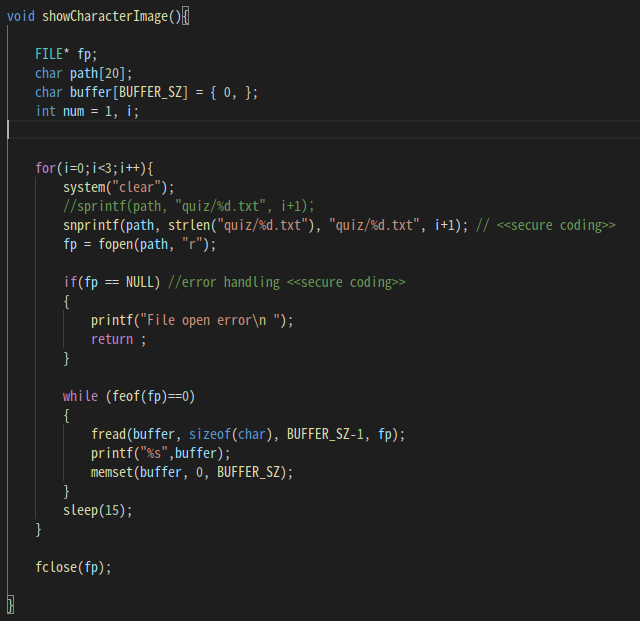 void showCharacterImage(){
FILE* fp;
char path[20];
char buffer[BUFFER_SZ] = { 0, };
int num = 1, i;
for(i=0;i<3;i++){
system("clear");
//sprintf(path, "quiz/%d.txt", i+1);
snprintf(path, strlen("quiz/%d.txt"), "quiz/%d.txt", i+1); // <<secure coding>>
fp = fopen(path, "r");
if(fp == NULL) //error handling <<secure coding>>
{
printf("File open error\n ");
return ;
}
while (feof(fp)==0)
{
fread(buffer, sizeof(char), BUFFER_SZ-1, fp);
printf("%s",buffer);
memset(buffer, 0, BUFFER_SZ);
}
sleep(15);
}
fclose(fp);
}